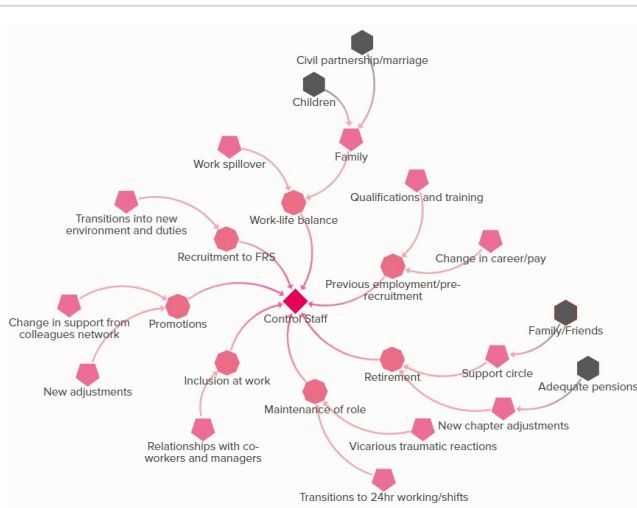 Civil partnership/marriage
Children
Family
Work spillover
Qualifications and training
Work-life balance
Transitions into new
environment and duties
Recruitment to FRS
Change in career/pay
Previous employment/pre-
recruitment
Control Staff
Change in support from
colleagues network
Promotions
Family/Friends
New adjustments
Inclusion at work
Retirement
Support circle
Adequate pensions
Maintenance of role
New chapter adjustments
Relationships with co-
workers and managers
Vicarious traumatic reactions
Transitions to 24hr working/shifts